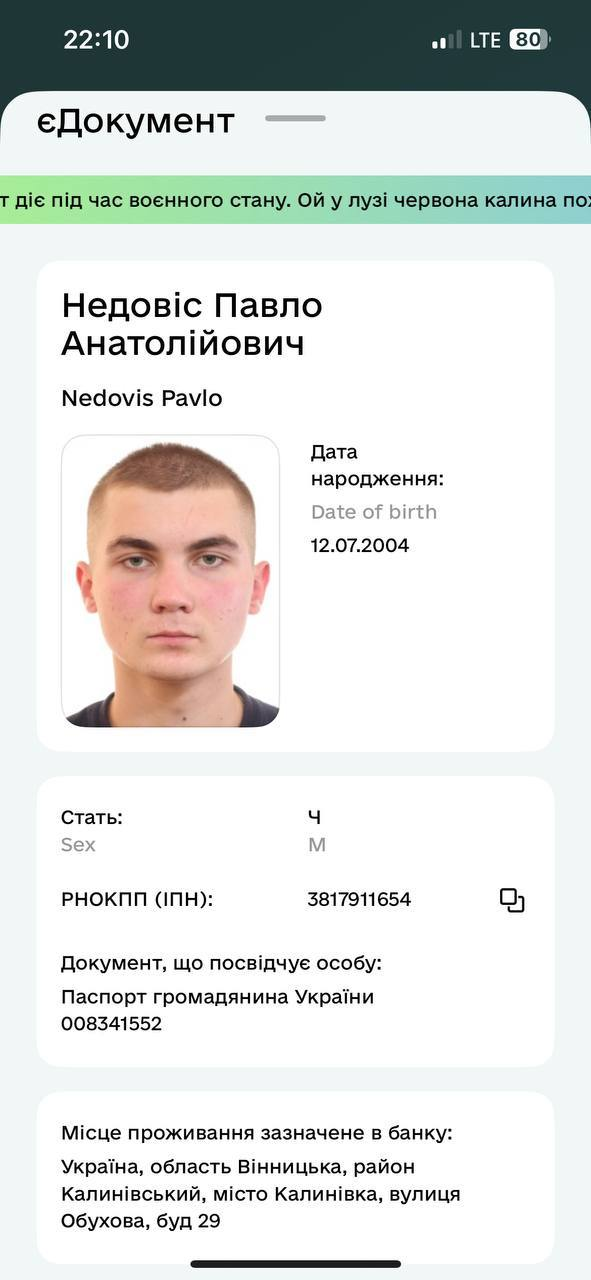 22:10
LTE 80
єДокумент
діє під час воєнного стану. Ой у лузі червона калина
Недовіс Павло
Анатолійович
Nedovis Pavlo
Дата
народження:
Date of birth
12.07.2004
Стать: Ч
Sex M
РНОКПП (ІПН): 3817911654
Документ, що посвідчує особу:
Паспорт громадянина України
008341552
Місце проживання зазначене в банку:
Україна, область Вінницька, район
Калинівський, місто Калинівка, вулиця
Обухова, буд 29